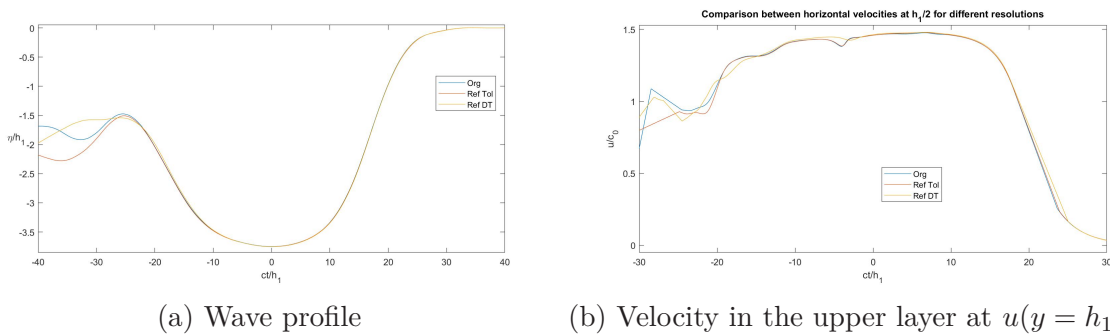 0
-0.5
-1
-1.5
η/h1
-2
-2.5
-3
-3.5
-40 -30 -20 -10 0 10 20 30 40
ct/h1
Org
Ref Tol
Ref DT
(a) Wave profile
Comparison between horizontal velocities at h1/2 for different resolutions
1.5
1
u/c0
0.5
0
-30 -20 -10 0 10 20 30
ct/h1
Org
Ref Tol
Ref DT
(b) Velocity in the upper layer at u(y = h1